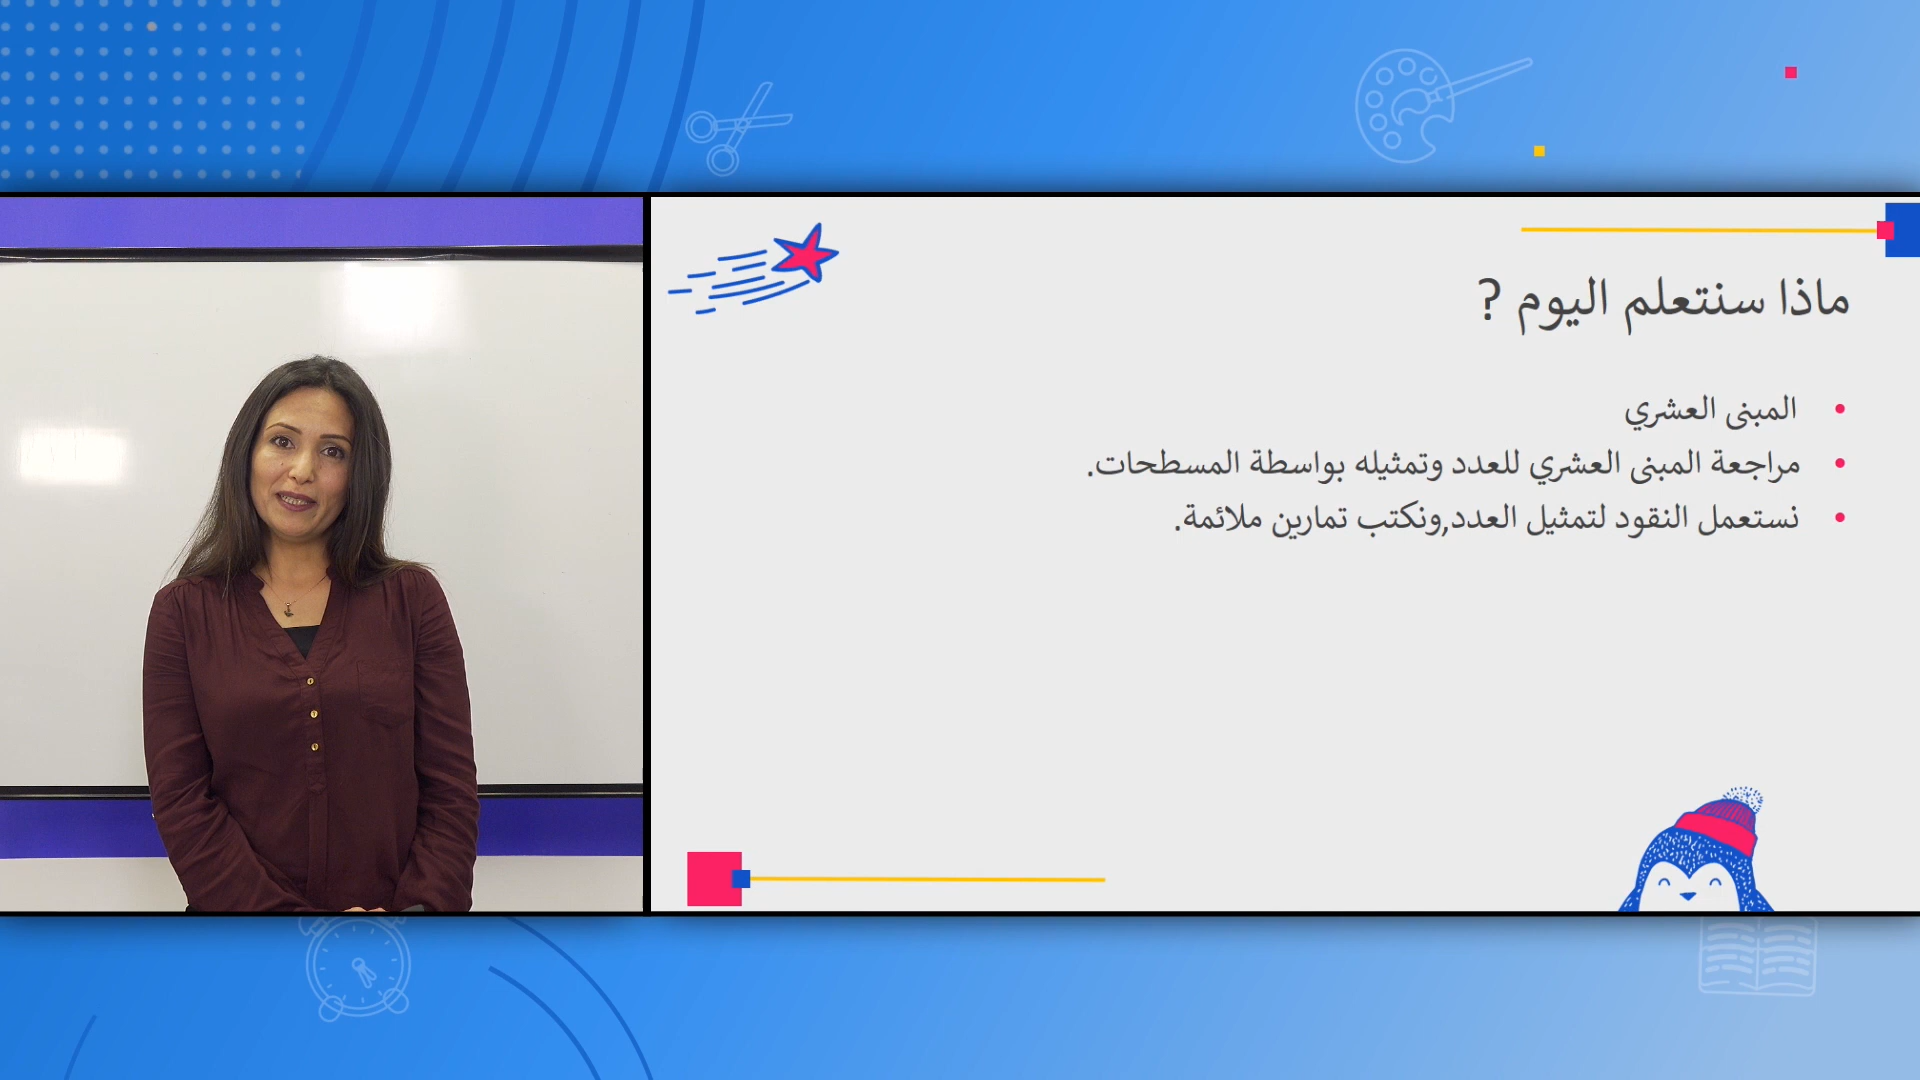 ماذا سنتعلم اليوم ?
• المبنى العشري
• مراجعة المبنى العشري للعدد وتمثيله بواسطة المسطحات.
• نستعمل النقود لتمثيل العدد,ونكتب تمارين ملائمة.